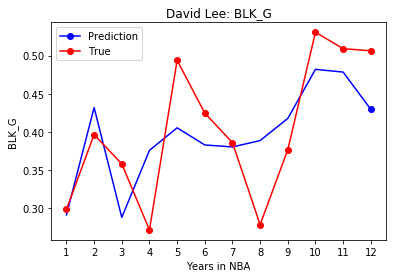 David Lee: BLK_G
Prediction
True
BLK_G
0.50
0.45
0.40
0.35
0.30
1 2 3 4 5 6 7 8 9 10 11 12
Years in NBA